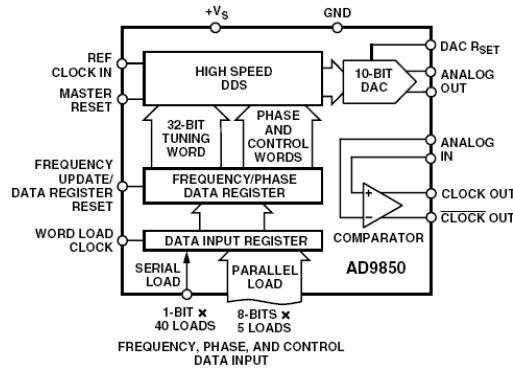 +VS
GND
REF
CLOCK IN
MASTER
RESET
FREQUENCY
UPDATE/
DATA REGISTER
RESET
WORD LOAD
CLOCK
HIGH SPEED
DDS
32-BIT
TUNING
WORD
PHASE
AND
CONTROL
WORDS
FREQUENCY/PHASE
DATA REGISTER
DATA INPUT REGISTER
SERIAL
LOAD
PARALLEL
LOAD
1-BIT ×
40 LOADS
8-BITS ×
5 LOADS
FREQUENCY, PHASE, AND CONTROL
DATA INPUT
10-BIT
DAC
DAC RSET
ANALOG
OUT
ANALOG
IN
+
−
CLOCK OUT
CLOCK OUT
COMPARATOR
AD9850